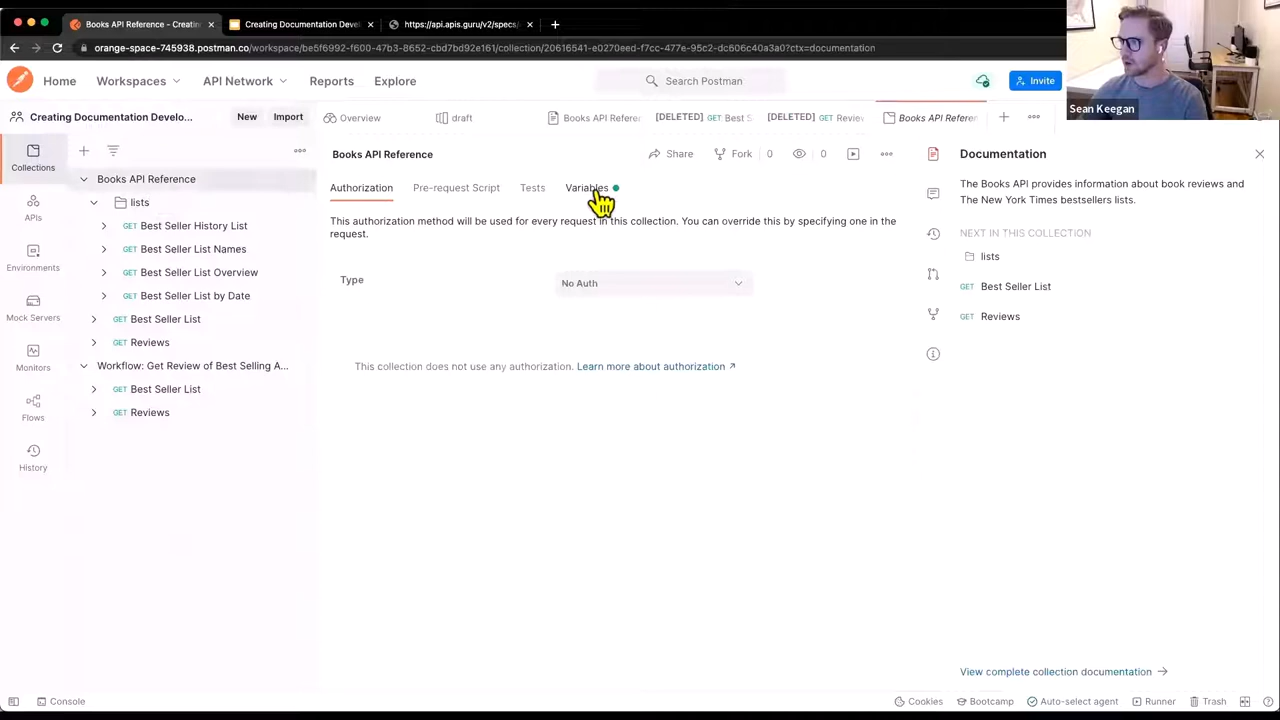 Books API Reference – Creatin
Creating Documentation Devel
https://api.apis.guru/v2/specs/
orange-space-745938.postman.co/workspace/be5f6992-f600-47b3-8652-cbd7bd92e161/collection/20616541-e0270eed-f7cc-477e-95c2-dc606c40a3a0?ctx=documentation
Home
Workspaces
API Network
Reports
Explore
Search Postman
Invite
Sean Keegan
Creating Documentation Develo...
New
Import
Overview
draft
Books API Refere
[DELETED] GET Best S
[DELETED] GET Review
Books API Referen
Collections
APIs
Environments
Mock Servers
Monitors
Flows
History
Books API Reference
lists
GET Best Seller History List
GET Best Seller List Names
GET Best Seller List Overview
GET Best Seller List by Date
GET Best Seller List
GET Reviews
Workflow: Get Review of Best Selling A...
GET Best Seller List
GET Reviews
Books API Reference
Share
Fork
0
0
Authorization
Pre-request Script
Tests
Variables
This authorization method will be used for every request in this collection. You can override this by specifying one in the
request.
Type
No Auth
This collection does not use any authorization. Learn more about authorization ↗
Documentation
The Books API provides information about book reviews and
The New York Times bestsellers lists.
NEXT IN THIS COLLECTION
lists
GET Best Seller List
GET Reviews
View complete collection documentation →
Console
Cookies
Bootcamp
Auto-select agent
Runner
Trash